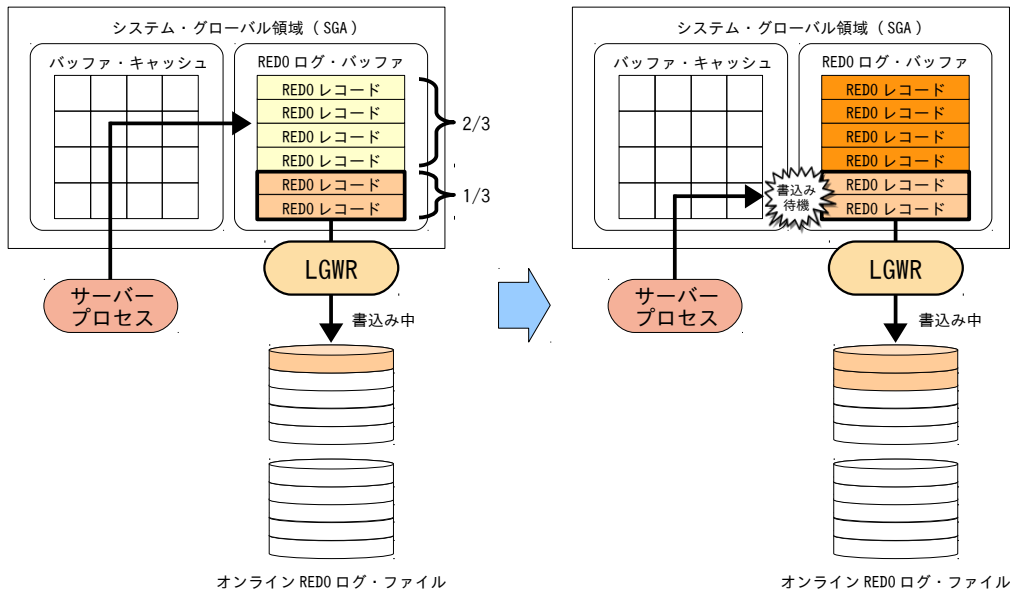 システム・グローバル領域(SGA)
バッファ・キャッシュ
REDO ログ・バッファ
REDO レコード
REDO レコード
REDO レコード
REDO レコード
REDO レコード
REDO レコード
2/3
1/3
LGWR
サーバー
プロセス
書込み中
オンライン REDO ログ・ファイル
システム・グローバル領域(SGA)
バッファ・キャッシュ
REDO ログ・バッファ
REDO レコード
REDO レコード
REDO レコード
REDO レコード
REDO レコード
REDO レコード
書込み
待機
LGWR
サーバー
プロセス
書込み中
オンライン REDO ログ・ファイル